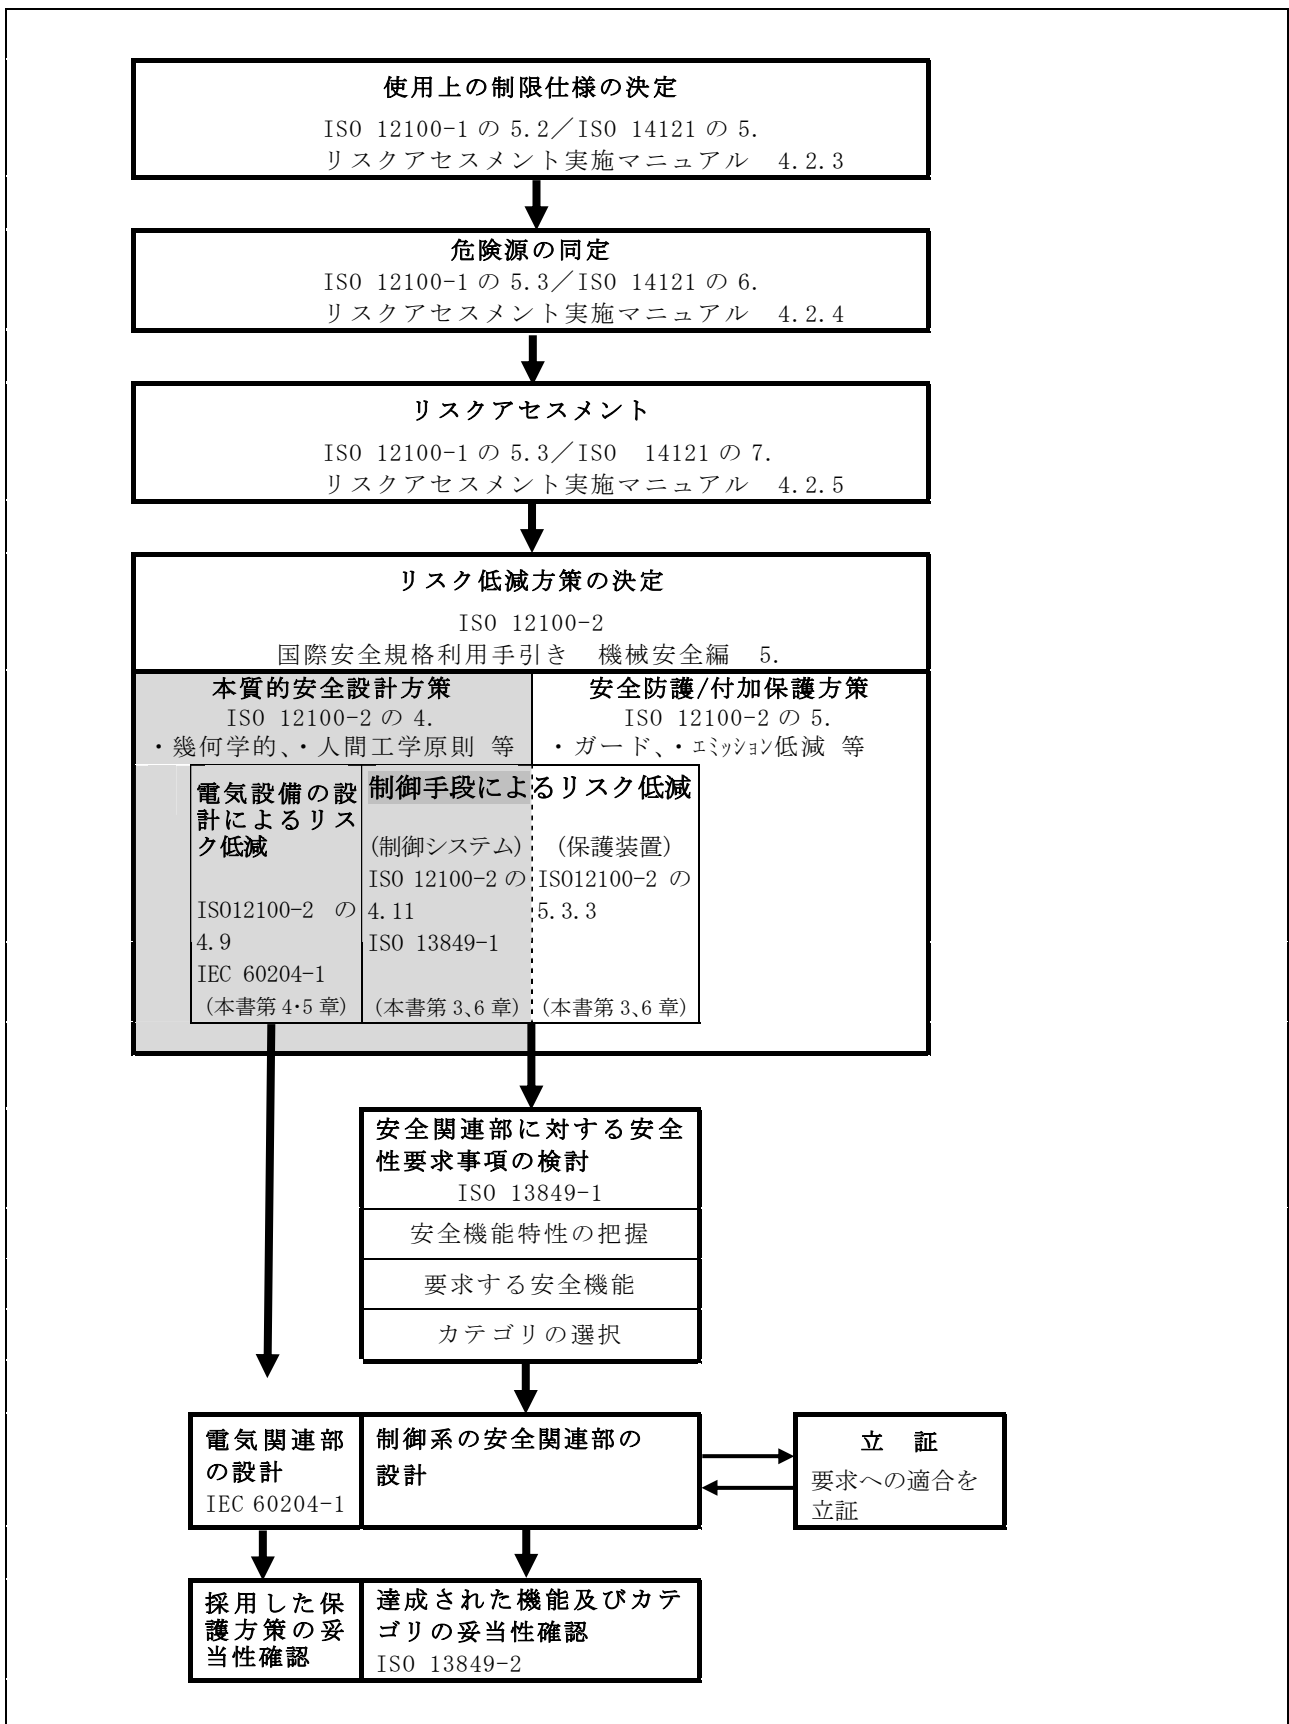 使用上の制限仕様の決定
ISO 12100-1 の 5.2／ISO 14121 の 5.
リスクアセスメント実施マニュアル 4.2.3
危険源の同定
ISO 12100-1 の 5.3／ISO 14121 の 6.
リスクアセスメント実施マニュアル 4.2.4
リスクアセスメント
ISO 12100-1 の 5.3／ISO 14121 の 7.
リスクアセスメント実施マニュアル 4.2.5
リスク低減方策の決定
ISO 12100-2
国際安全規格利用手引き 機械安全編 5.
本質的安全設計方策
ISO 12100-2 の 4.
・幾何学的、・人間工学原則 等
安全防護/付加保護方策
ISO 12100-2 の 5.
・ガード、・ｴﾐｯｼｮﾝ低減 等
電気設備の設
計によるリス
ク低減
ISO12100-2 の
4.9
IEC 60204-1
（本書第 4・5 章）
制御手段によるリスク低減
（制御システム）
ISO 12100-2 の
4.11
ISO 13849-1
（本書第 3、6 章）
（保護装置）
ISO12100-2 の
5.3.3
（本書第 3、6 章）
安全関連部に対する安全
性要求事項の検討
ISO 13849-1
安全機能特性の把握
要求する安全機能
カテゴリの選択
電気関連部
の設計
IEC 60204-1
制御系の安全関連部の
設計
立 証
要求への適合を
立証
採用した保
護方策の妥
当性確認
達成された機能及びカテ
ゴリの妥当性確認
ISO 13849-2